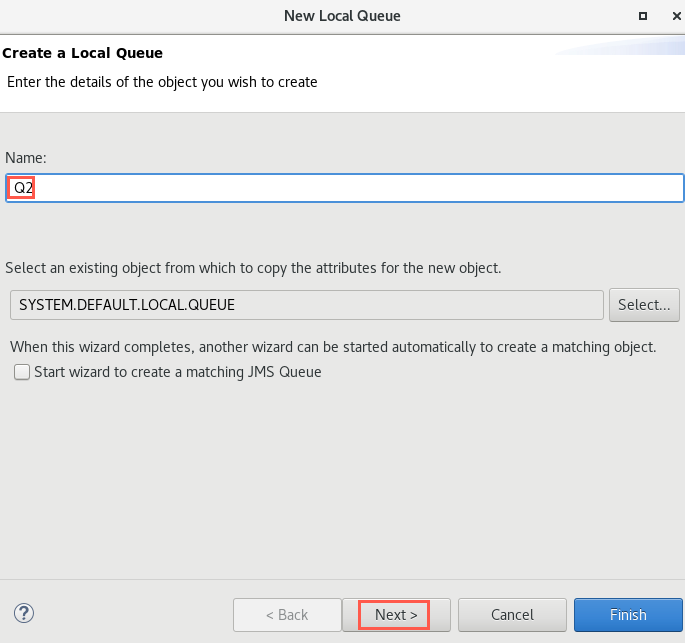 New Local Queue
Create a Local Queue
Enter the details of the object you wish to create
Name:
Q2
Select an existing object from which to copy the attributes for the new object.
SYSTEM.DEFAULT.LOCAL.QUEUE Select...
When this wizard completes, another wizard can be started automatically to create a matching object.
Start wizard to create a matching JMS Queue
? < Back Next > Cancel Finish